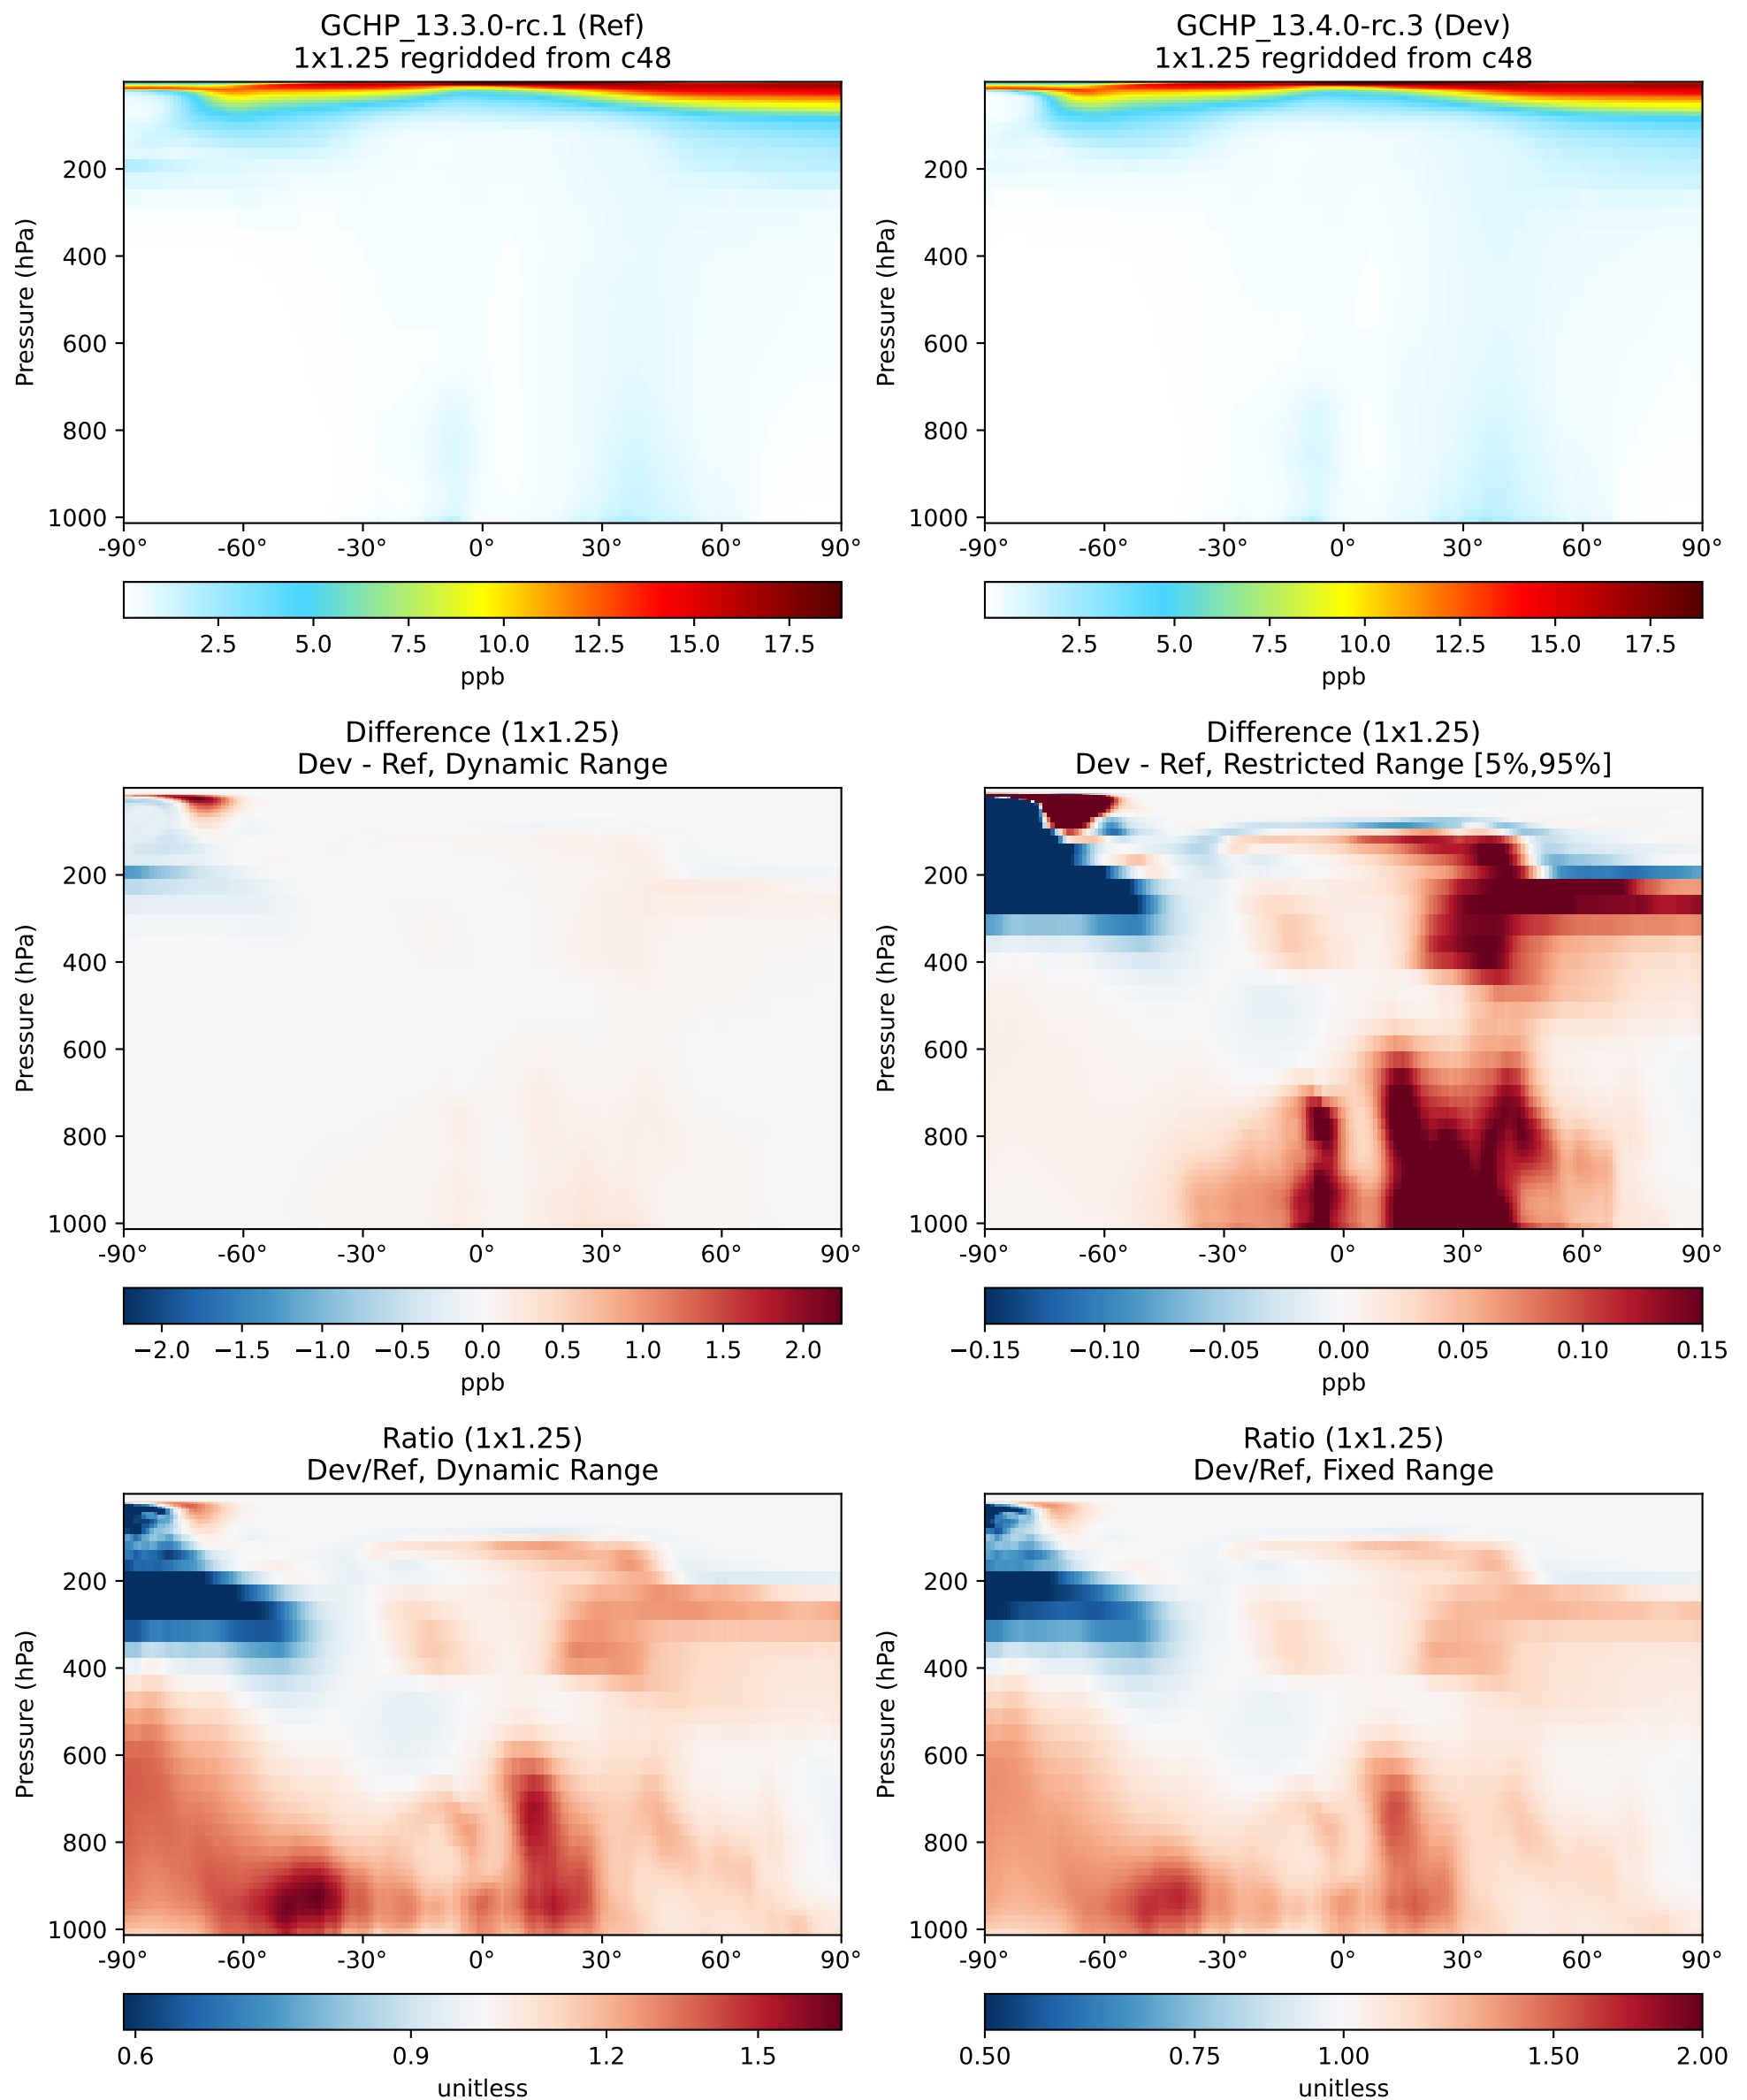 GCHP_13.3.0-rc.1 (Ref)
1x1.25 regridded from c48
Pressure (hPa)
200
400
600
800
1000
-90° -60° -30° 0° 30° 60° 90°
2.5 5.0 7.5 10.0 12.5 15.0 17.5
ppb
GCHP_13.4.0-rc.3 (Dev)
1x1.25 regridded from c48
Pressure (hPa)
200
400
600
800
1000
-90° -60° -30° 0° 30° 60° 90°
2.5 5.0 7.5 10.0 12.5 15.0 17.5
ppb
Difference (1x1.25)
Dev - Ref, Dynamic Range
Pressure (hPa)
200
400
600
800
1000
-90° -60° -30° 0° 30° 60° 90°
−2.0 −1.5 −1.0 −0.5 0.0 0.5 1.0 1.5 2.0
ppb
Difference (1x1.25)
Dev - Ref, Restricted Range [5%,95%]
Pressure (hPa)
200
400
600
800
1000
-90° -60° -30° 0° 30° 60° 90°
−0.15 −0.10 −0.05 0.00 0.05 0.10 0.15
ppb
Ratio (1x1.25)
Dev/Ref, Dynamic Range
Pressure (hPa)
200
400
600
800
1000
-90° -60° -30° 0° 30° 60° 90°
0.6 0.9 1.2 1.5
unitless
Ratio (1x1.25)
Dev/Ref, Fixed Range
Pressure (hPa)
200
400
600
800
1000
-90° -60° -30° 0° 30° 60° 90°
0.50 0.75 1.00 1.50 2.00
unitless